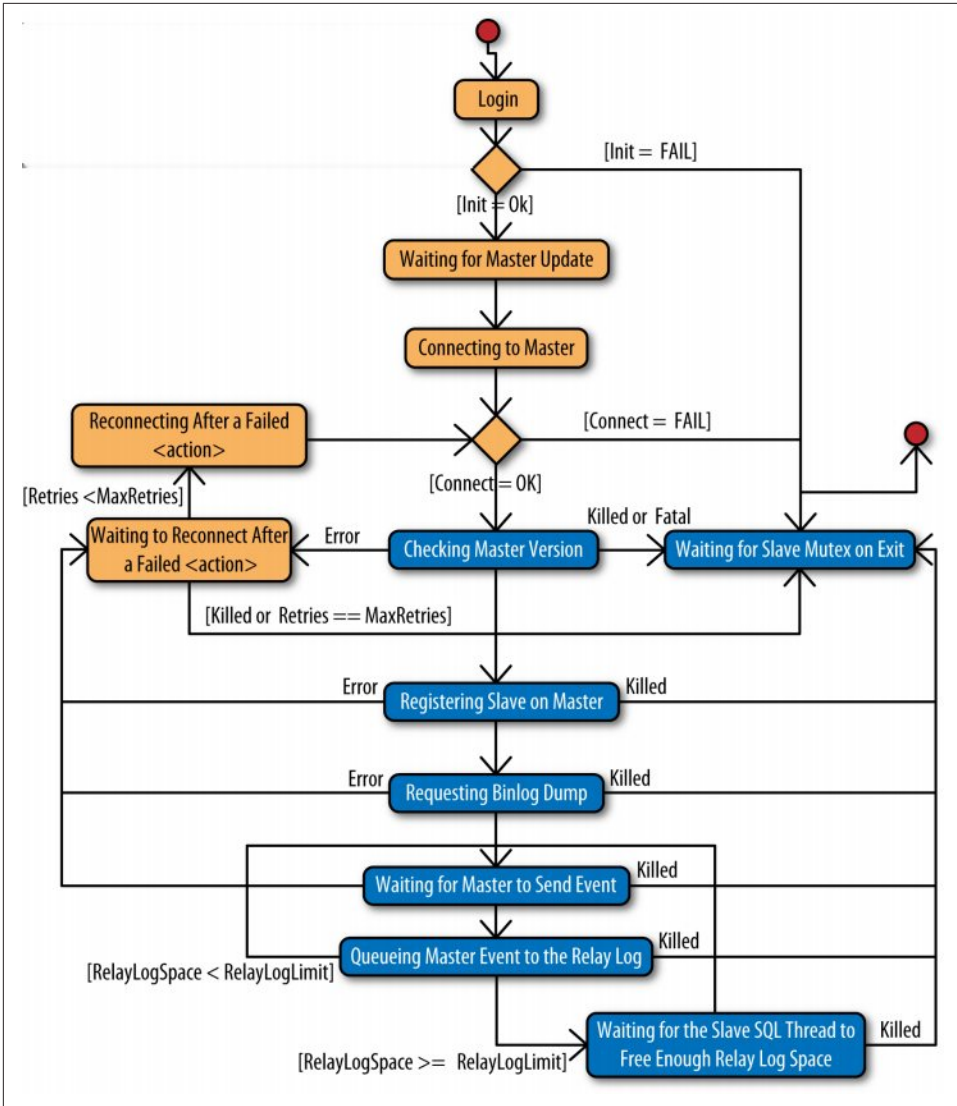 Login
[Init = FAIL]
[Init = Ok]
Waiting for Master Update
Connecting to Master
Reconnecting After a Failed
<action>
[Connect = FAIL]
[Connect = OK]
[Retries <MaxRetries]
Waiting to Reconnect After
a Failed <action>
Error
Checking Master Version
Killed or Fatal
Waiting for Slave Mutex on Exit
[Killed or Retries == MaxRetries]
Error
Registering Slave on Master
Killed
Error
Requesting Binlog Dump
Killed
Waiting for Master to Send Event
Killed
Queueing Master Event to the Relay Log
Killed
[RelayLogSpace < RelayLogLimit]
Waiting for the Slave SQL Thread to
Free Enough Relay Log Space
Killed
[RelayLogSpace >= RelayLogLimit]